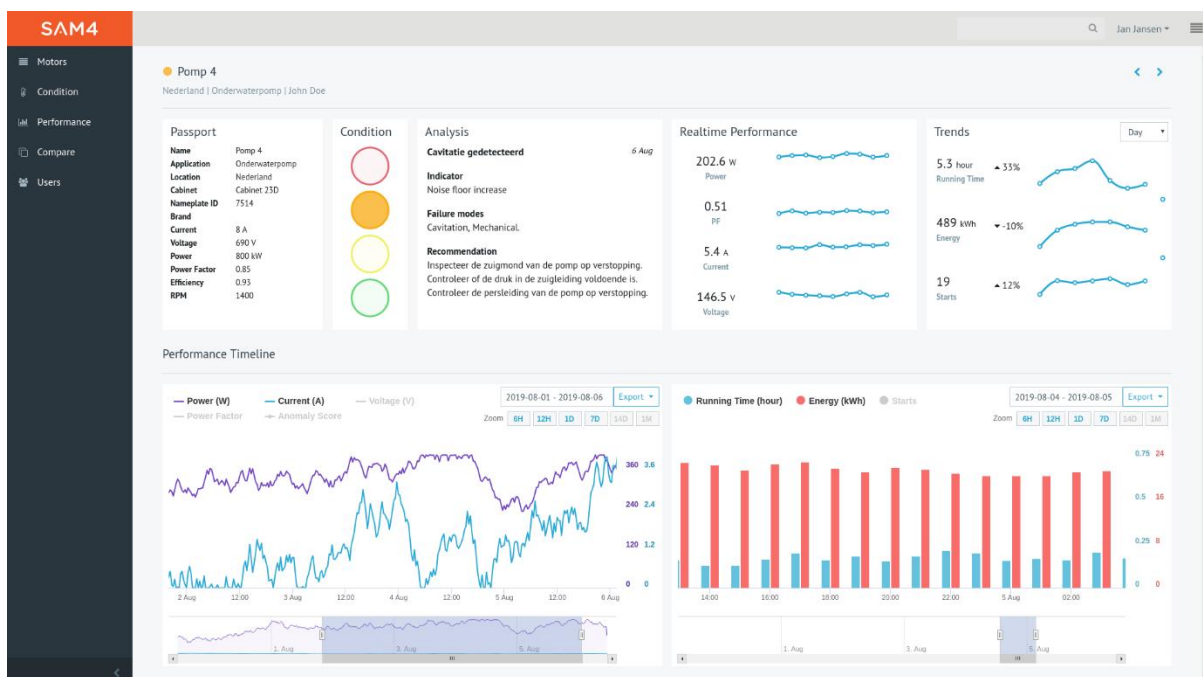 SAM4
Jan Jansen
Motors
Condition
Performance
Compare
Users
Pomp 4
Nederland | Onderwaterpomp | John Doe
Passport
Name Pomp 4
Application Onderwaterpomp
Location Nederland
Cabinet Cabinet 23D
Nameplate ID 7514
Brand
Current 8 A
Voltage 690 V
Power 800 kW
Power Factor 0.85
Efficiency 0.93
RPM 1400
Condition
Analysis
Cavitatie gedetecteerd 6 Aug
Indicator
Noise floor increase
Failure modes
Cavitation, Mechanical.
Recommendation
Inspecteer de zuigmond van de pomp op verstopping.
Controleer of de druk in de zuigleiding voldoende is.
Controleer de persleiding van de pomp op verstopping.
Realtime Performance
202.6 W
Power
0.51
PF
5.4 A
Current
146.5 V
Voltage
Trends
Day
5.3 hour 33%
Running Time
489 kWh -10%
Energy
19 12%
Starts
Performance Timeline
Power (W) Current (A) Voltage (V)
Power Factor Anomaly Score
2019-08-01 - 2019-08-06 Export
Zoom 6H 12H 1D 7D 14D 1M
360 3.6
240 2.4
120 1.2
0 0
2 Aug 12:00 3 Aug 12:00 4 Aug 12:00 5 Aug 12:00 6 Aug
1. Aug 3. Aug 5. Aug
Running Time (hour) Energy (kWh) Starts
2019-08-04 - 2019-08-05 Export
Zoom 6H 12H 1D 7D 14D 1M
0.75 24
0.5 16
0.25 8
0 0
14:00 16:00 18:00 20:00 22:00 5 Aug 02:00
1. Aug 3. Aug 5. Aug